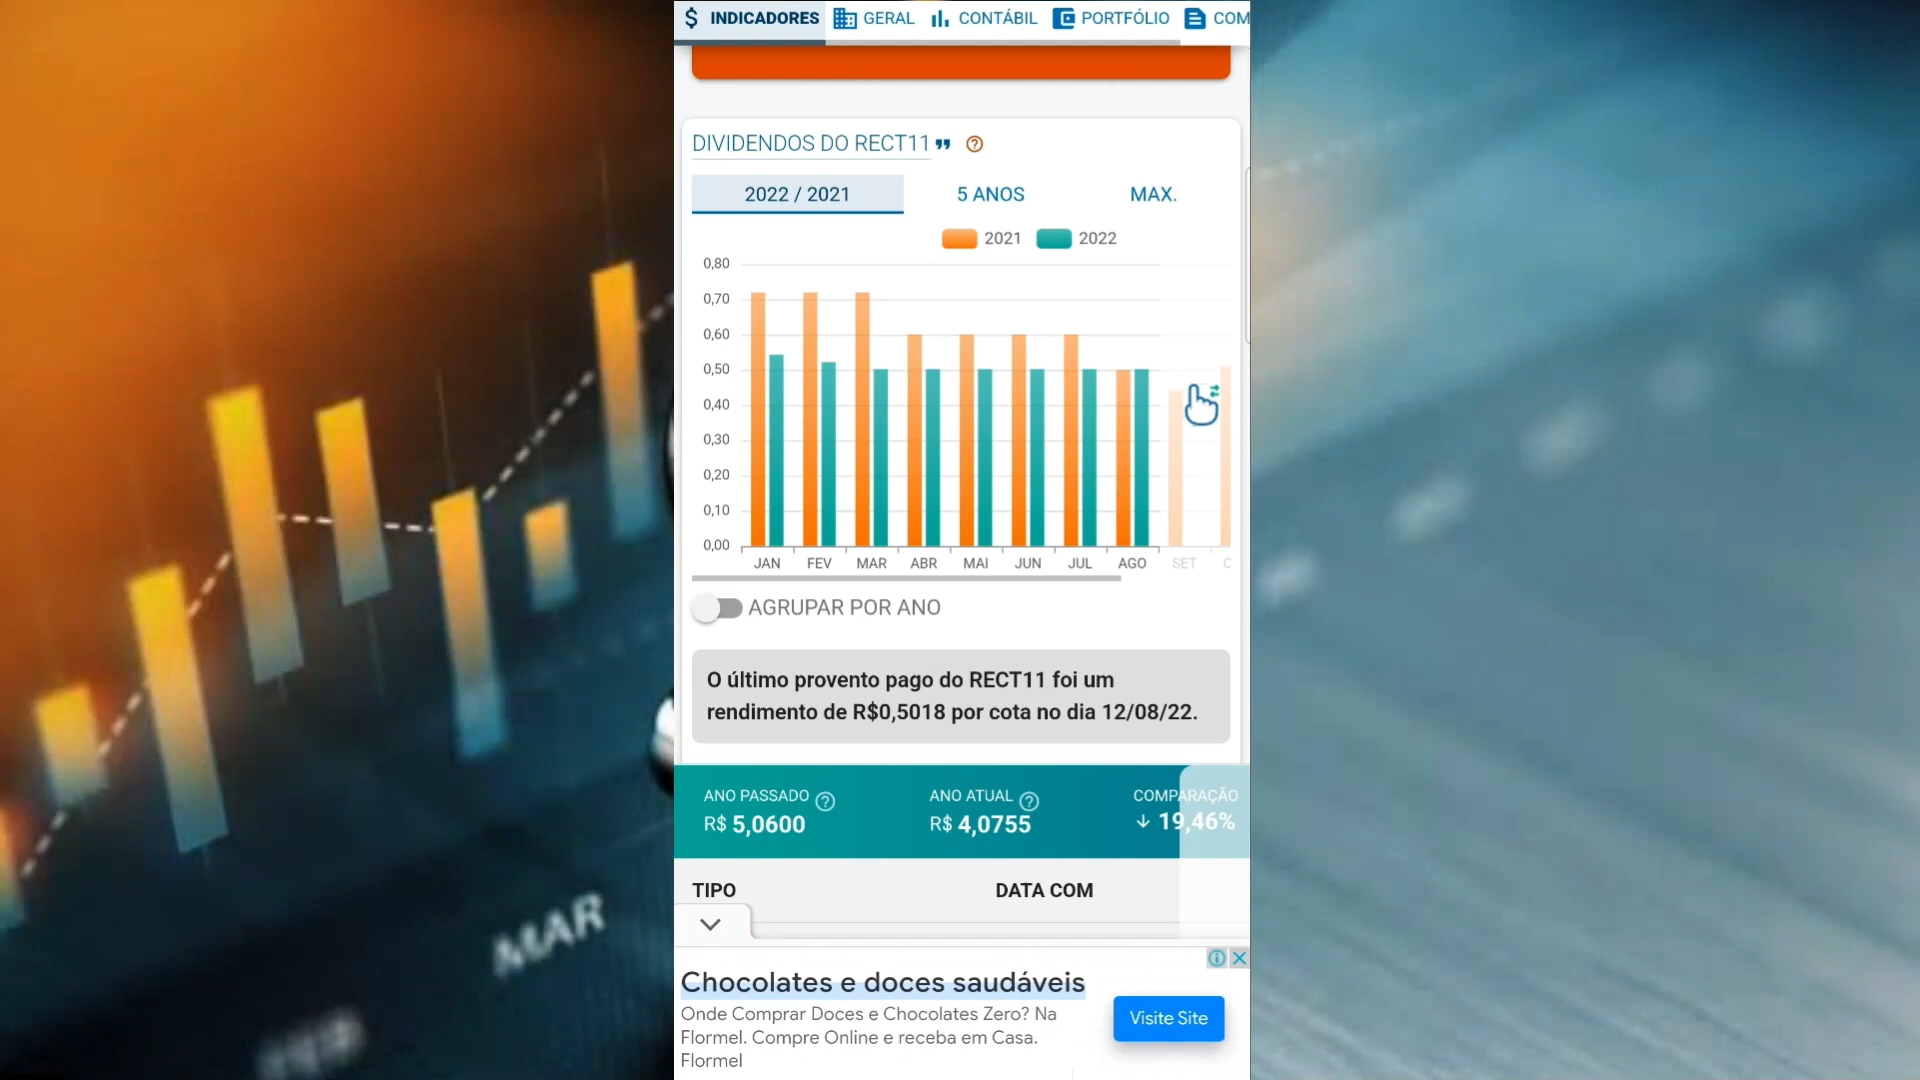 INDICADORES GERAL CONTÁBIL PORTFÓLIO COM
DIVIDENDOS DO RECT11
2022 / 2021 5 ANOS MAX.
2021 2022
0,80
0,70
0,60
0,50
0,40
0,30
0,20
0,10
0,00
JAN FEV MAR ABR MAI JUN JUL AGO SET
AGRUPAR POR ANO
O último provento pago do RECT11 foi um
rendimento de R$0,5018 por cota no dia 12/08/22.
ANO PASSADO ANO ATUAL COMPARAÇÃO
R$ 5,0600 R$ 4,0755 19,46%
TIPO DATA COM
MAR
Chocolates e doces saudáveis
Onde Comprar Doces e Chocolates Zero? Na
Flormel. Compre Online e receba em Casa.
Flormel
Visite Site